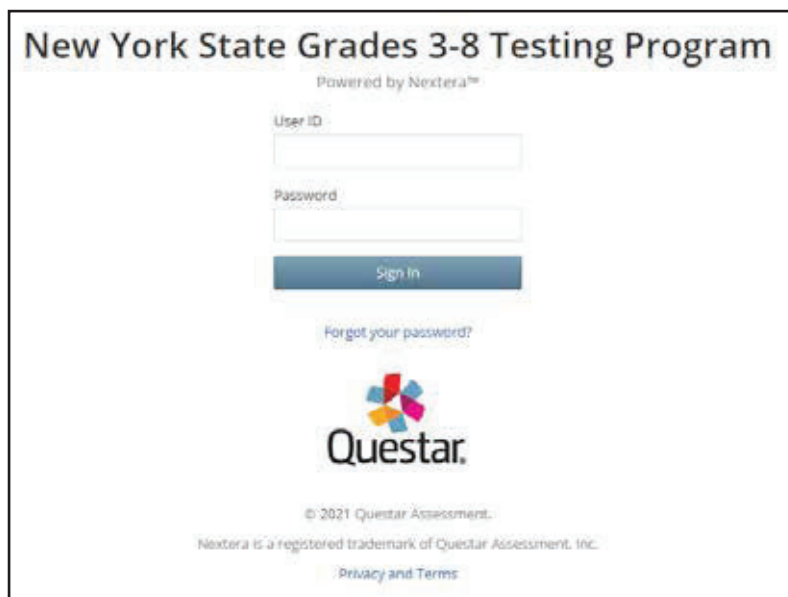 New York State Grades 3-8 Testing Program
Powered by Nextera™
User ID
Password
Sign In
Forgot your password?
Questar.
© 2021 Questar Assessment.
Nextera is a registered trademark of Questar Assessment, Inc.
Privacy and Terms